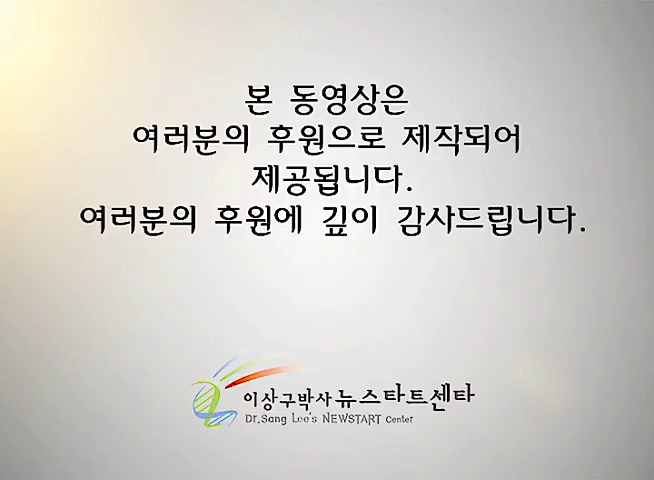 본 동영상은
여러분의 후원으로 제작되어
제공됩니다.
여러분의 후원에 깊이 감사드립니다.
이상구박사 뉴스타트센타
Dr.Sang Lee's NEWSTART Center